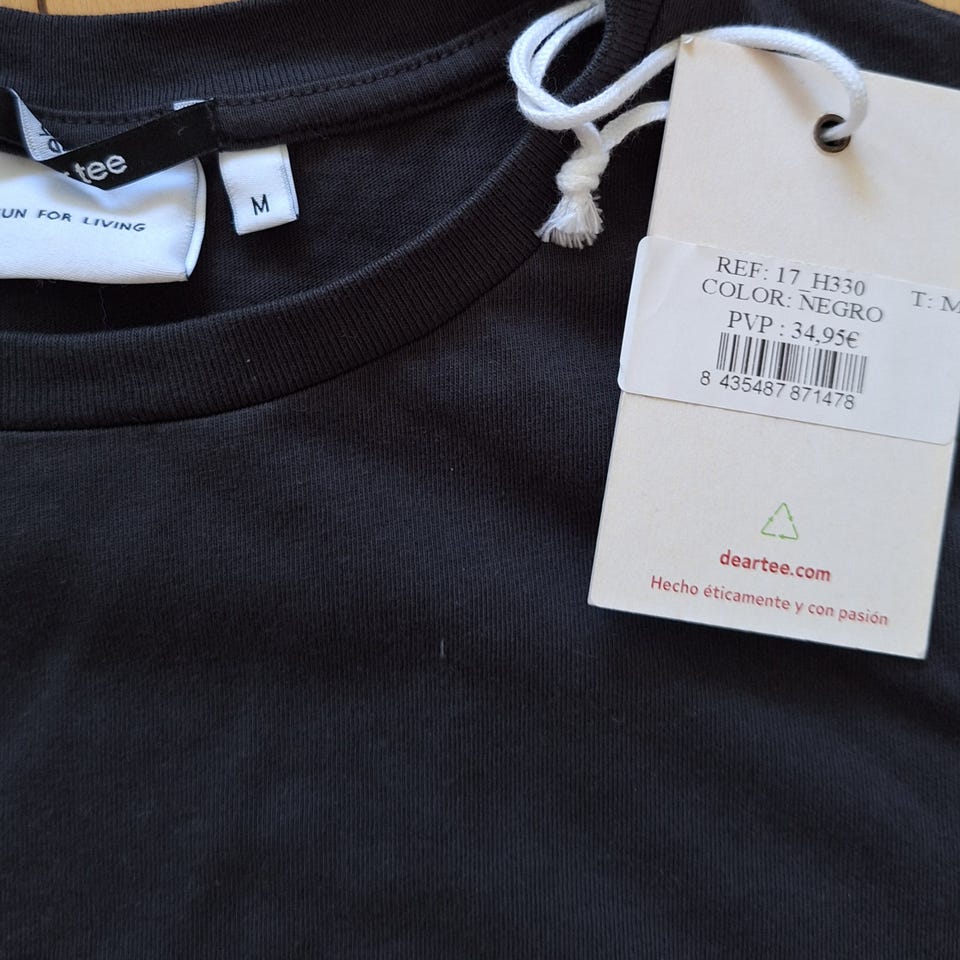 tee
UN FOR LIVING
M
REF: 17_H330
T: M
COLOR: NEGRO
PVP : 34,95€
8 435487 871478
deartee.com
Hecho éticamente y con pasión